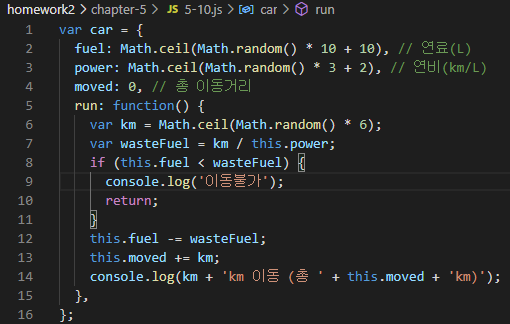 homework2 > chapter-5 > JS 5-10.js > car > run
1 var car = {
2 fuel: Math.ceil(Math.random() * 10 + 10), // 연료(L)
3 power: Math.ceil(Math.random() * 3 + 2), // 연비(km/L)
4 moved: 0, // 총 이동거리
5 run: function() {
6 var km = Math.ceil(Math.random() * 6);
7 var wasteFuel = km / this.power;
8 if (this.fuel < wasteFuel) {
9 console.log('이동불가');
10 return;
11 }
12 this.fuel -= wasteFuel;
13 this.moved += km;
14 console.log(km + 'km 이동 (총 ' + this.moved + 'km)');
15 },
16 };